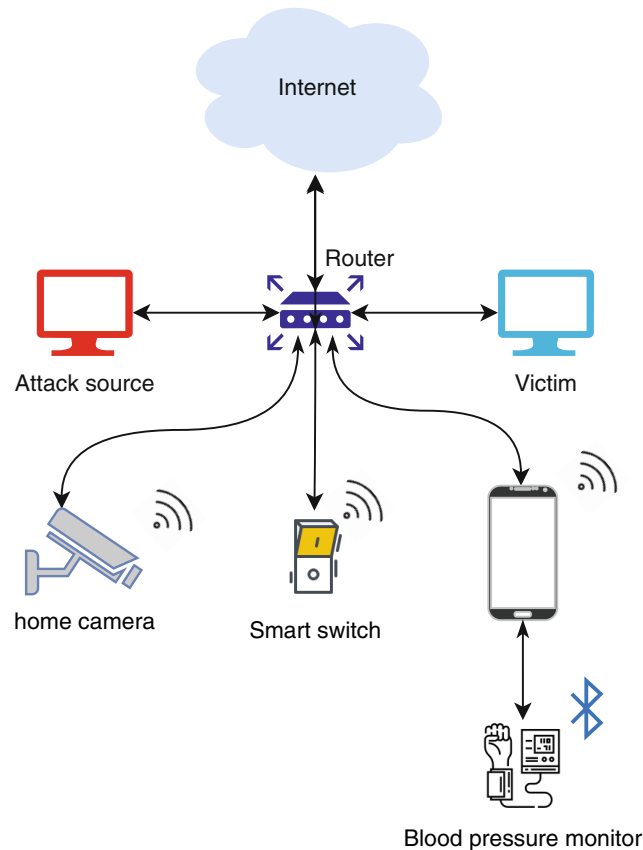 Internet
Router
Attack source
Victim
home camera
Smart switch
Blood pressure monitor